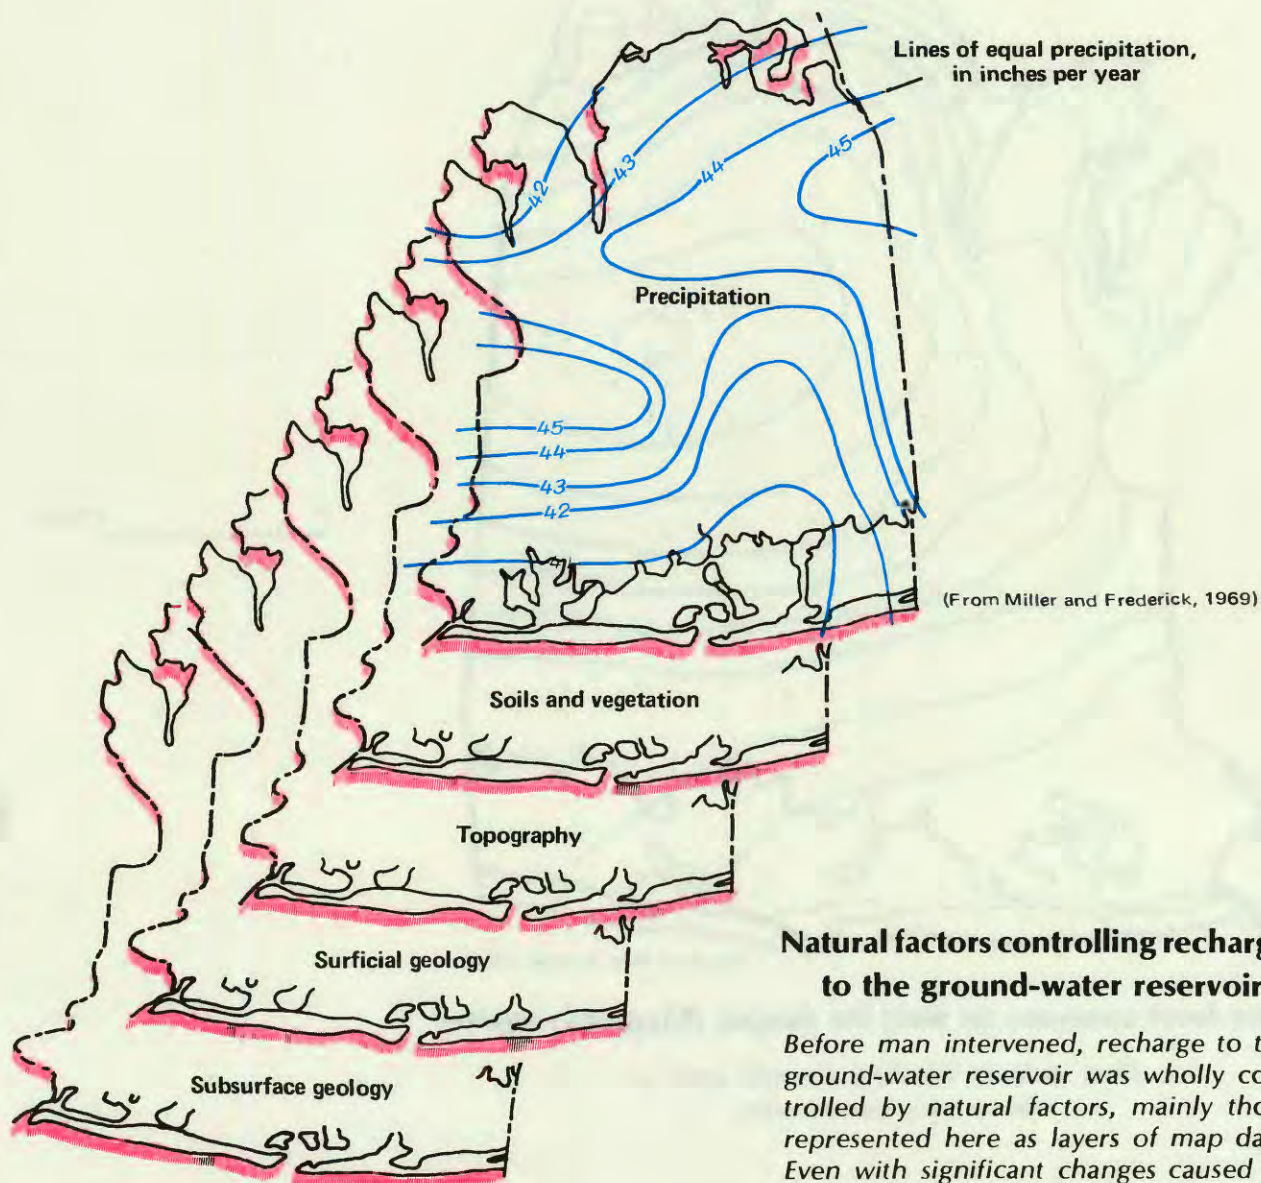 Lines of equal precipitation,
in inches per year
42
43
44
45
Precipitation
45
44
43
42
(From Miller and Frederick, 1969)
Soils and vegetation
Topography
Surficial geology
Subsurface geology
Natural factors controlling recharg
to the ground-water reservoir
Before man intervened, recharge to t
ground-water reservoir was wholly co
trolled by natural factors, mainly tho
represented here as layers of map da
Even with significant changes caused